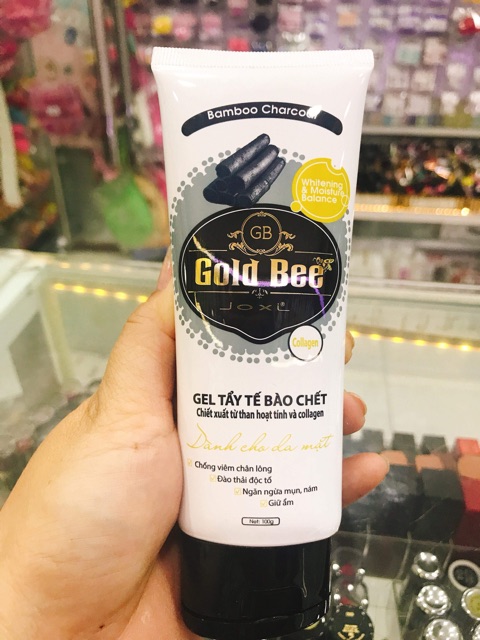 Bamboo Charcoal
Whitening
& Moisture
Balance
GB
Gold Bee
JOXL
Collagen
GEL TẨY TẾ BÀO CHẾT
Chiết xuất từ than hoạt tính và collagen
Dành cho da mặt
Chống viêm chân lông
Đào thải độc tố
Ngăn ngừa mụn, nám
Giữ ẩm
Net: 100g